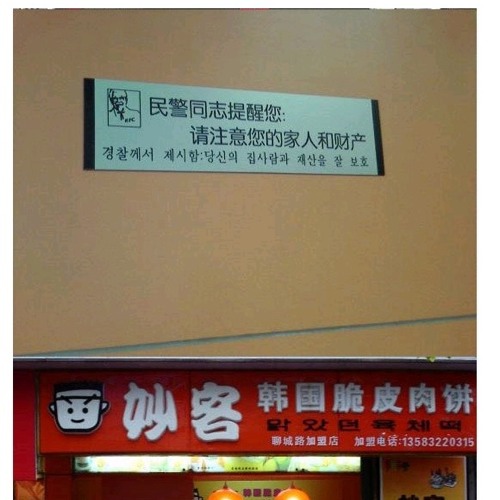 KFC
民警同志提醒您:
请注意您的家人和财产
경찰께서 제시함:당신의 집사람과 재산을 잘 보호
妙客
韩国脆皮肉饼
聊城路加盟店 加盟电话:13583220315